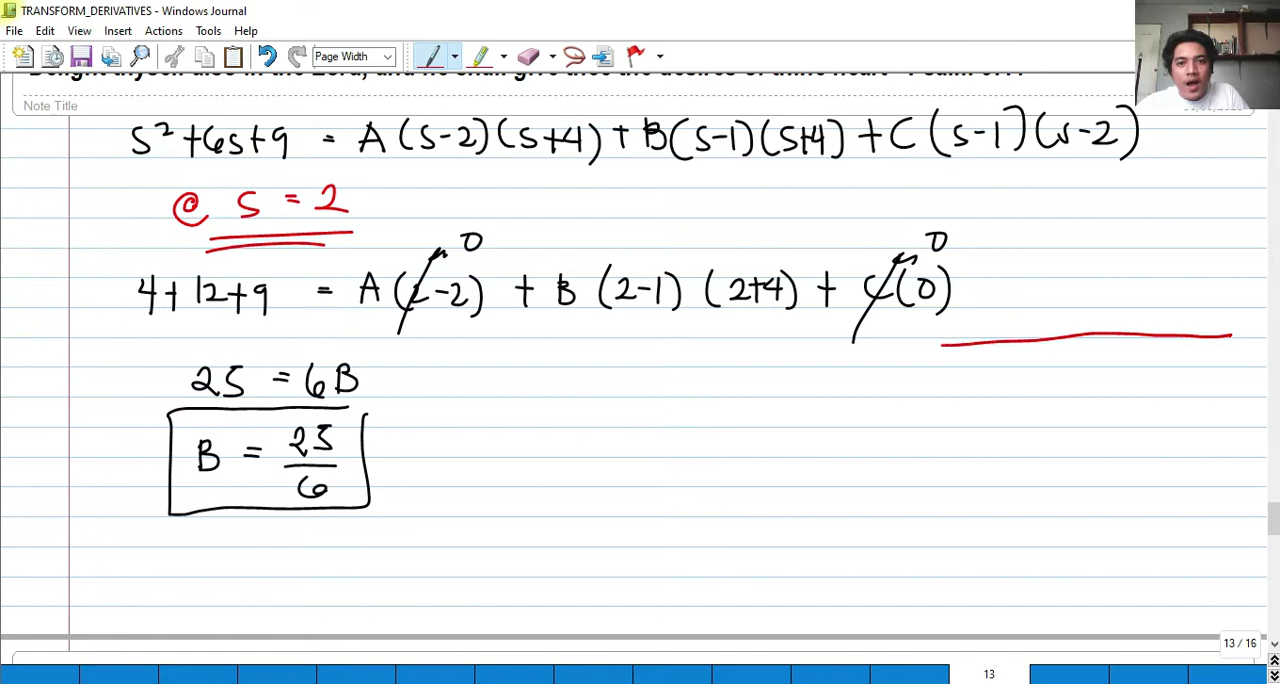 TRANSFORM_DERIVATIVES - Windows Journal
File Edit View Insert Actions Tools Help
Page Width
Note Title
s² + 6s + 9 = A (s-2)(s+4) + B(s-1)(s+4) + C (s-1)(s-2)
@ s = 2
0 0
4 + 12 + 9 = A (2-2) + B (2-1) (2+4) + C(0)
25 = 6B
B = 25/6
13 / 16
13